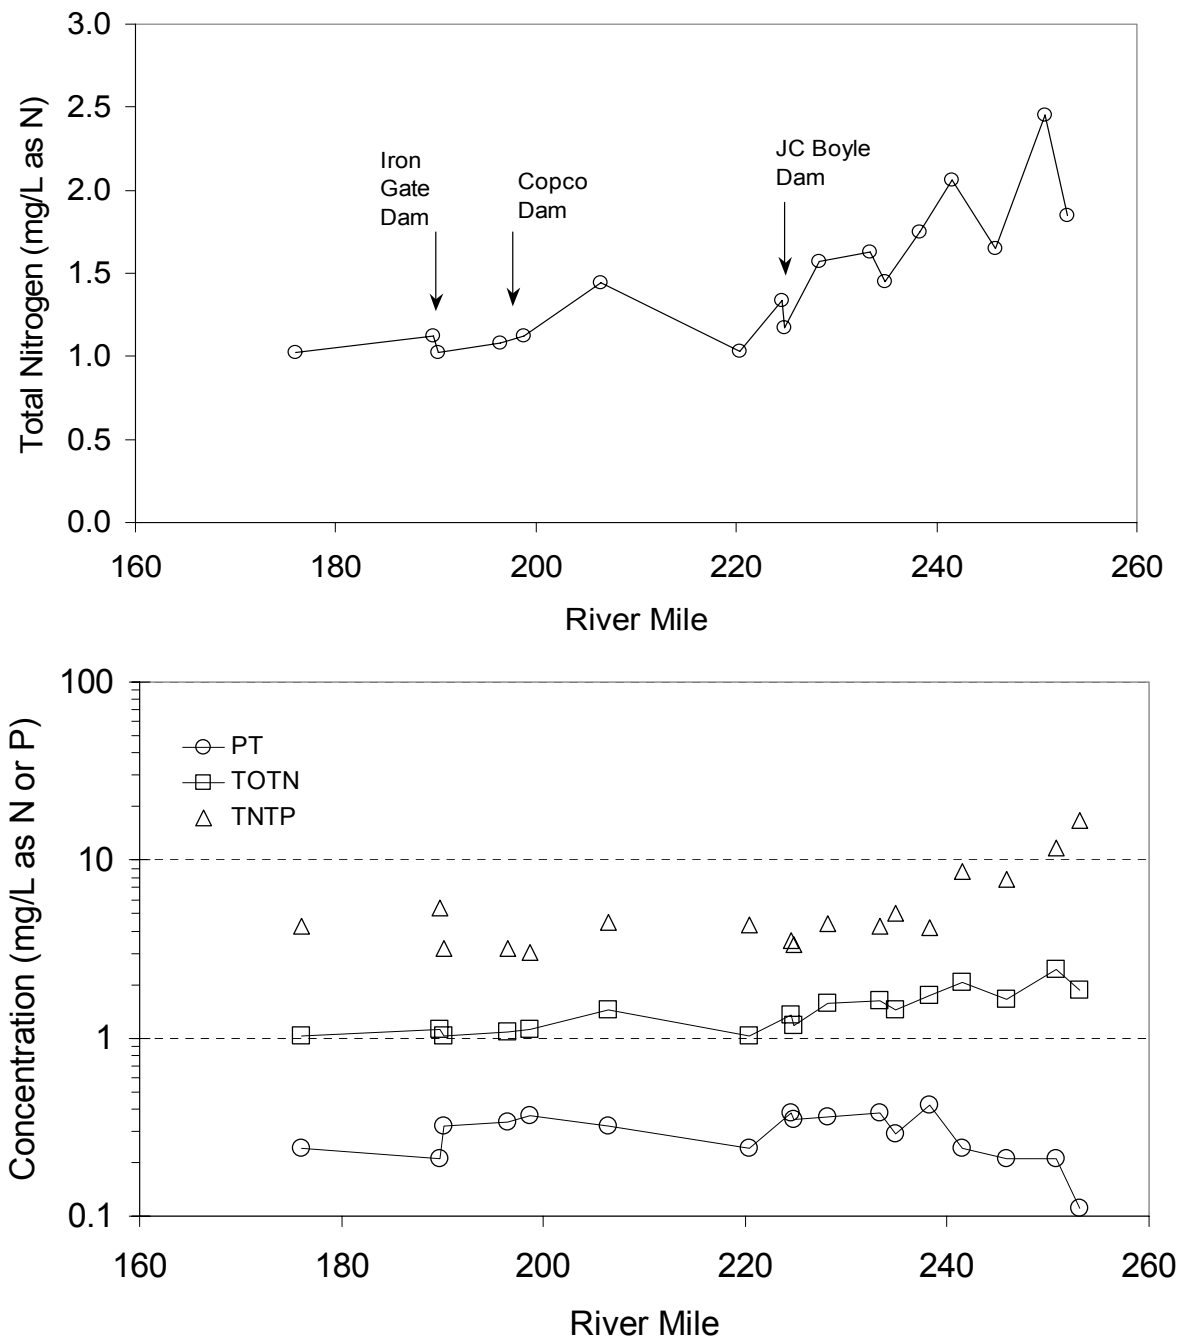 3.0
2.5
2.0
1.5
1.0
0.5
0.0
Total Nitrogen (mg/L as N)
Iron
Gate
Dam
Copco
Dam
JC Boyle
Dam
160 180 200 220 240 260
River Mile
100
10
1
0.1
Concentration (mg/L as N or P)
PT
TOTN
TNTP
160 180 200 220 240 260
River Mile